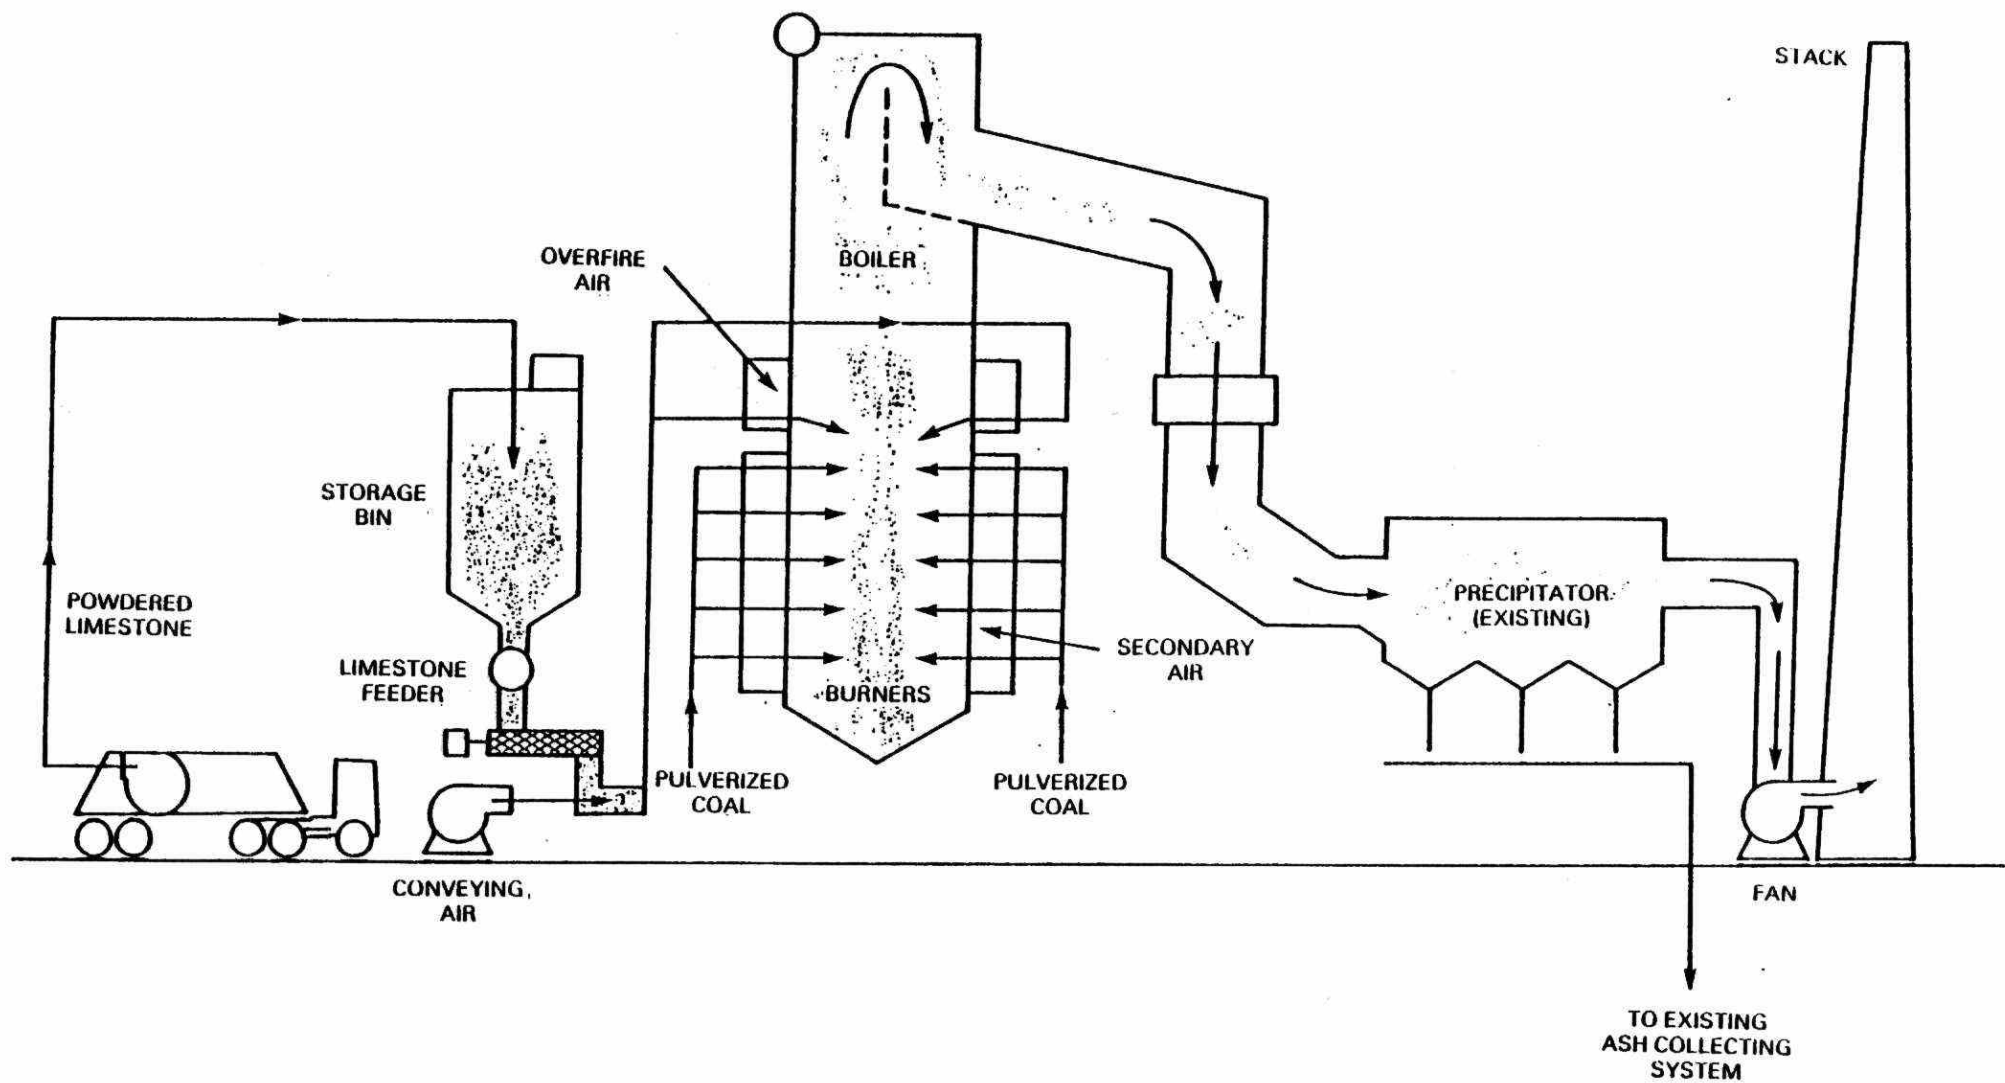 STACK
OVERFIRE
AIR
BOILER
STORAGE
BIN
POWDERED
LIMESTONE
LIMESTONE
FEEDER
PRECIPITATOR
(EXISTING)
SECONDARY
AIR
BURNERS
PULVERIZED
COAL
PULVERIZED
COAL
CONVEYING
AIR
FAN
TO EXISTING
ASH COLLECTING
SYSTEM